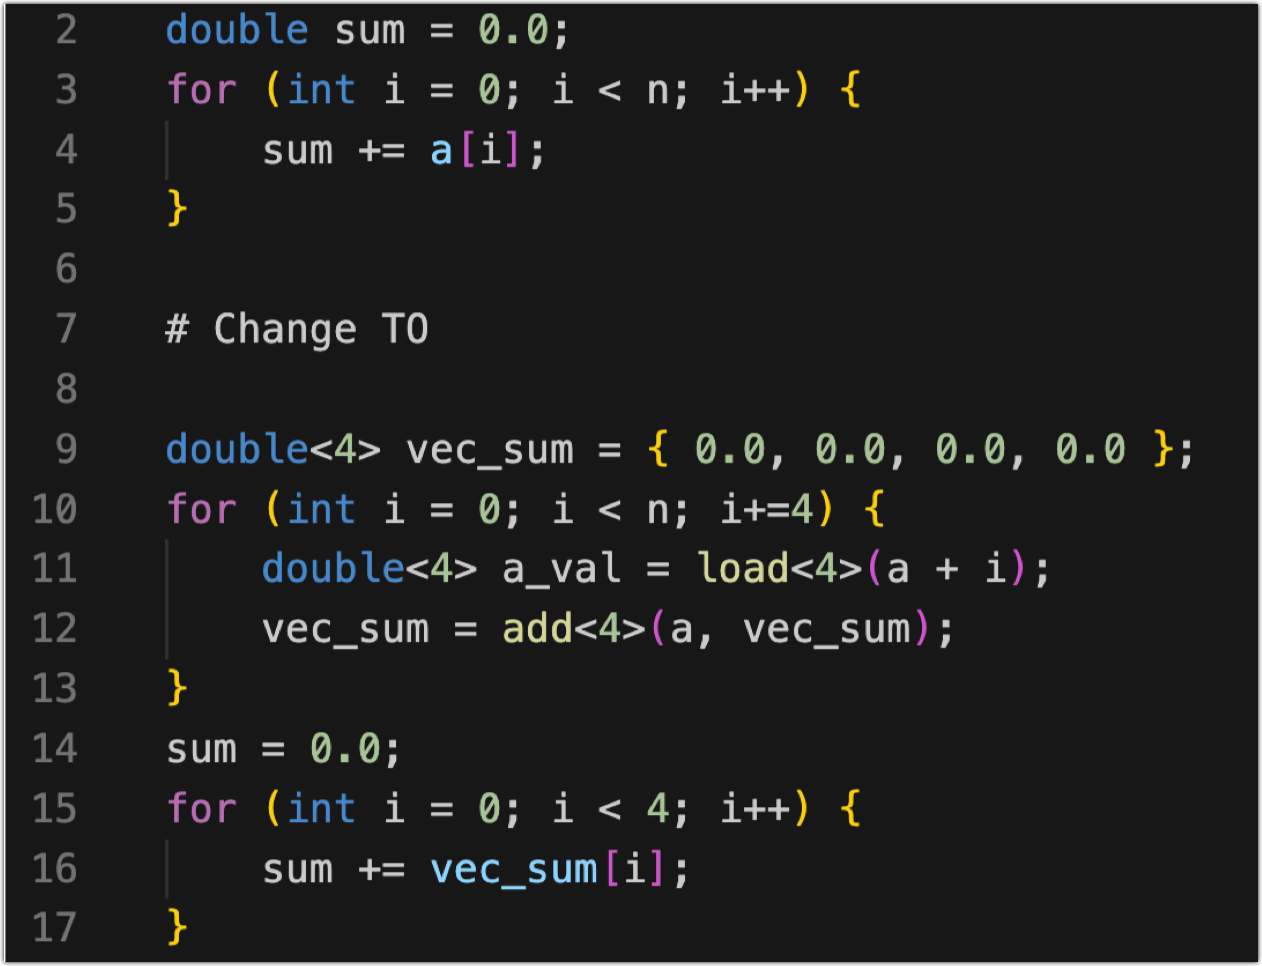 2 double sum = 0.0;
3 for (int i = 0; i < n; i++) {
4 sum += a[i];
5 }
6
7 # Change TO
8
9 double<4> vec_sum = { 0.0, 0.0, 0.0, 0.0 };
10 for (int i = 0; i < n; i+=4) {
11 double<4> a_val = load<4>(a + i);
12 vec_sum = add<4>(a, vec_sum);
13 }
14 sum = 0.0;
15 for (int i = 0; i < 4; i++) {
16 sum += vec_sum[i];
17 }